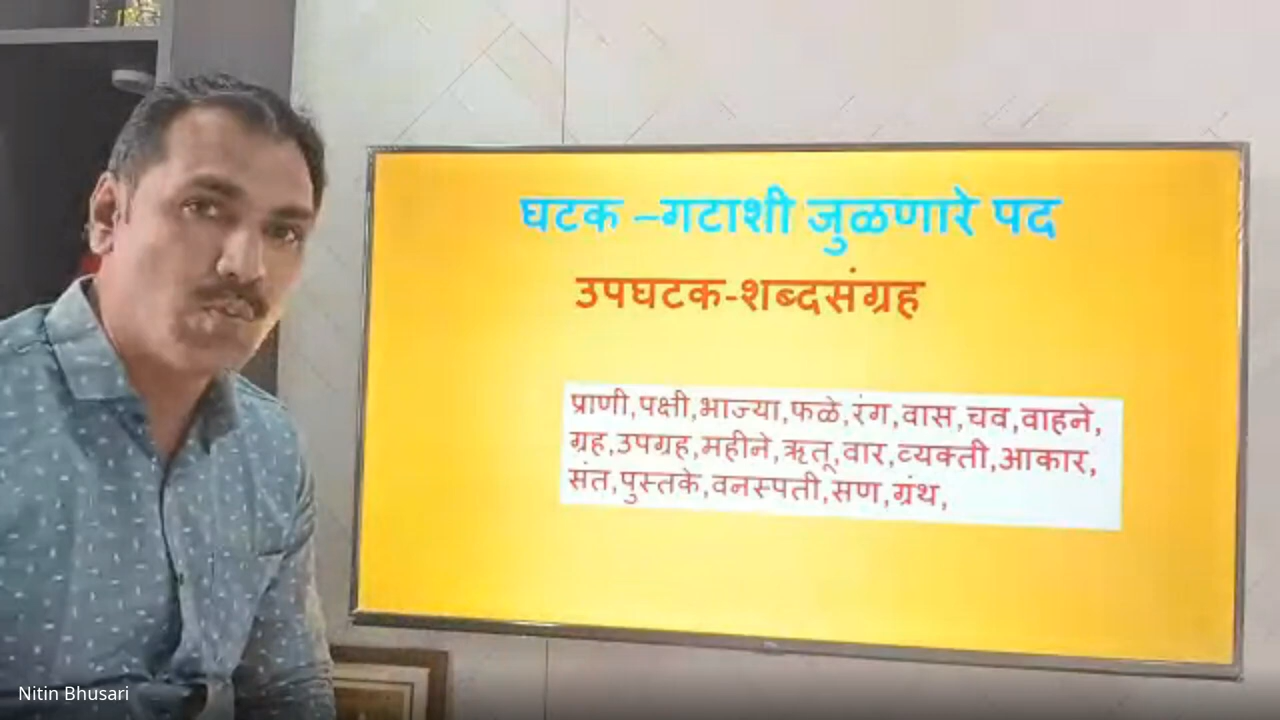 घटक –गटाशी जुळणारे पद
उपघटक-शब्दसंग्रह
प्राणी,पक्षी,भाज्या,फळे,रंग,वास,चव,वाहने,
ग्रह,उपग्रह,महीने,ऋतू,वार,व्यक्ती,आकार,
संत,पुस्तके,वनस्पती,सण,ग्रंथ,
Nitin Bhusari